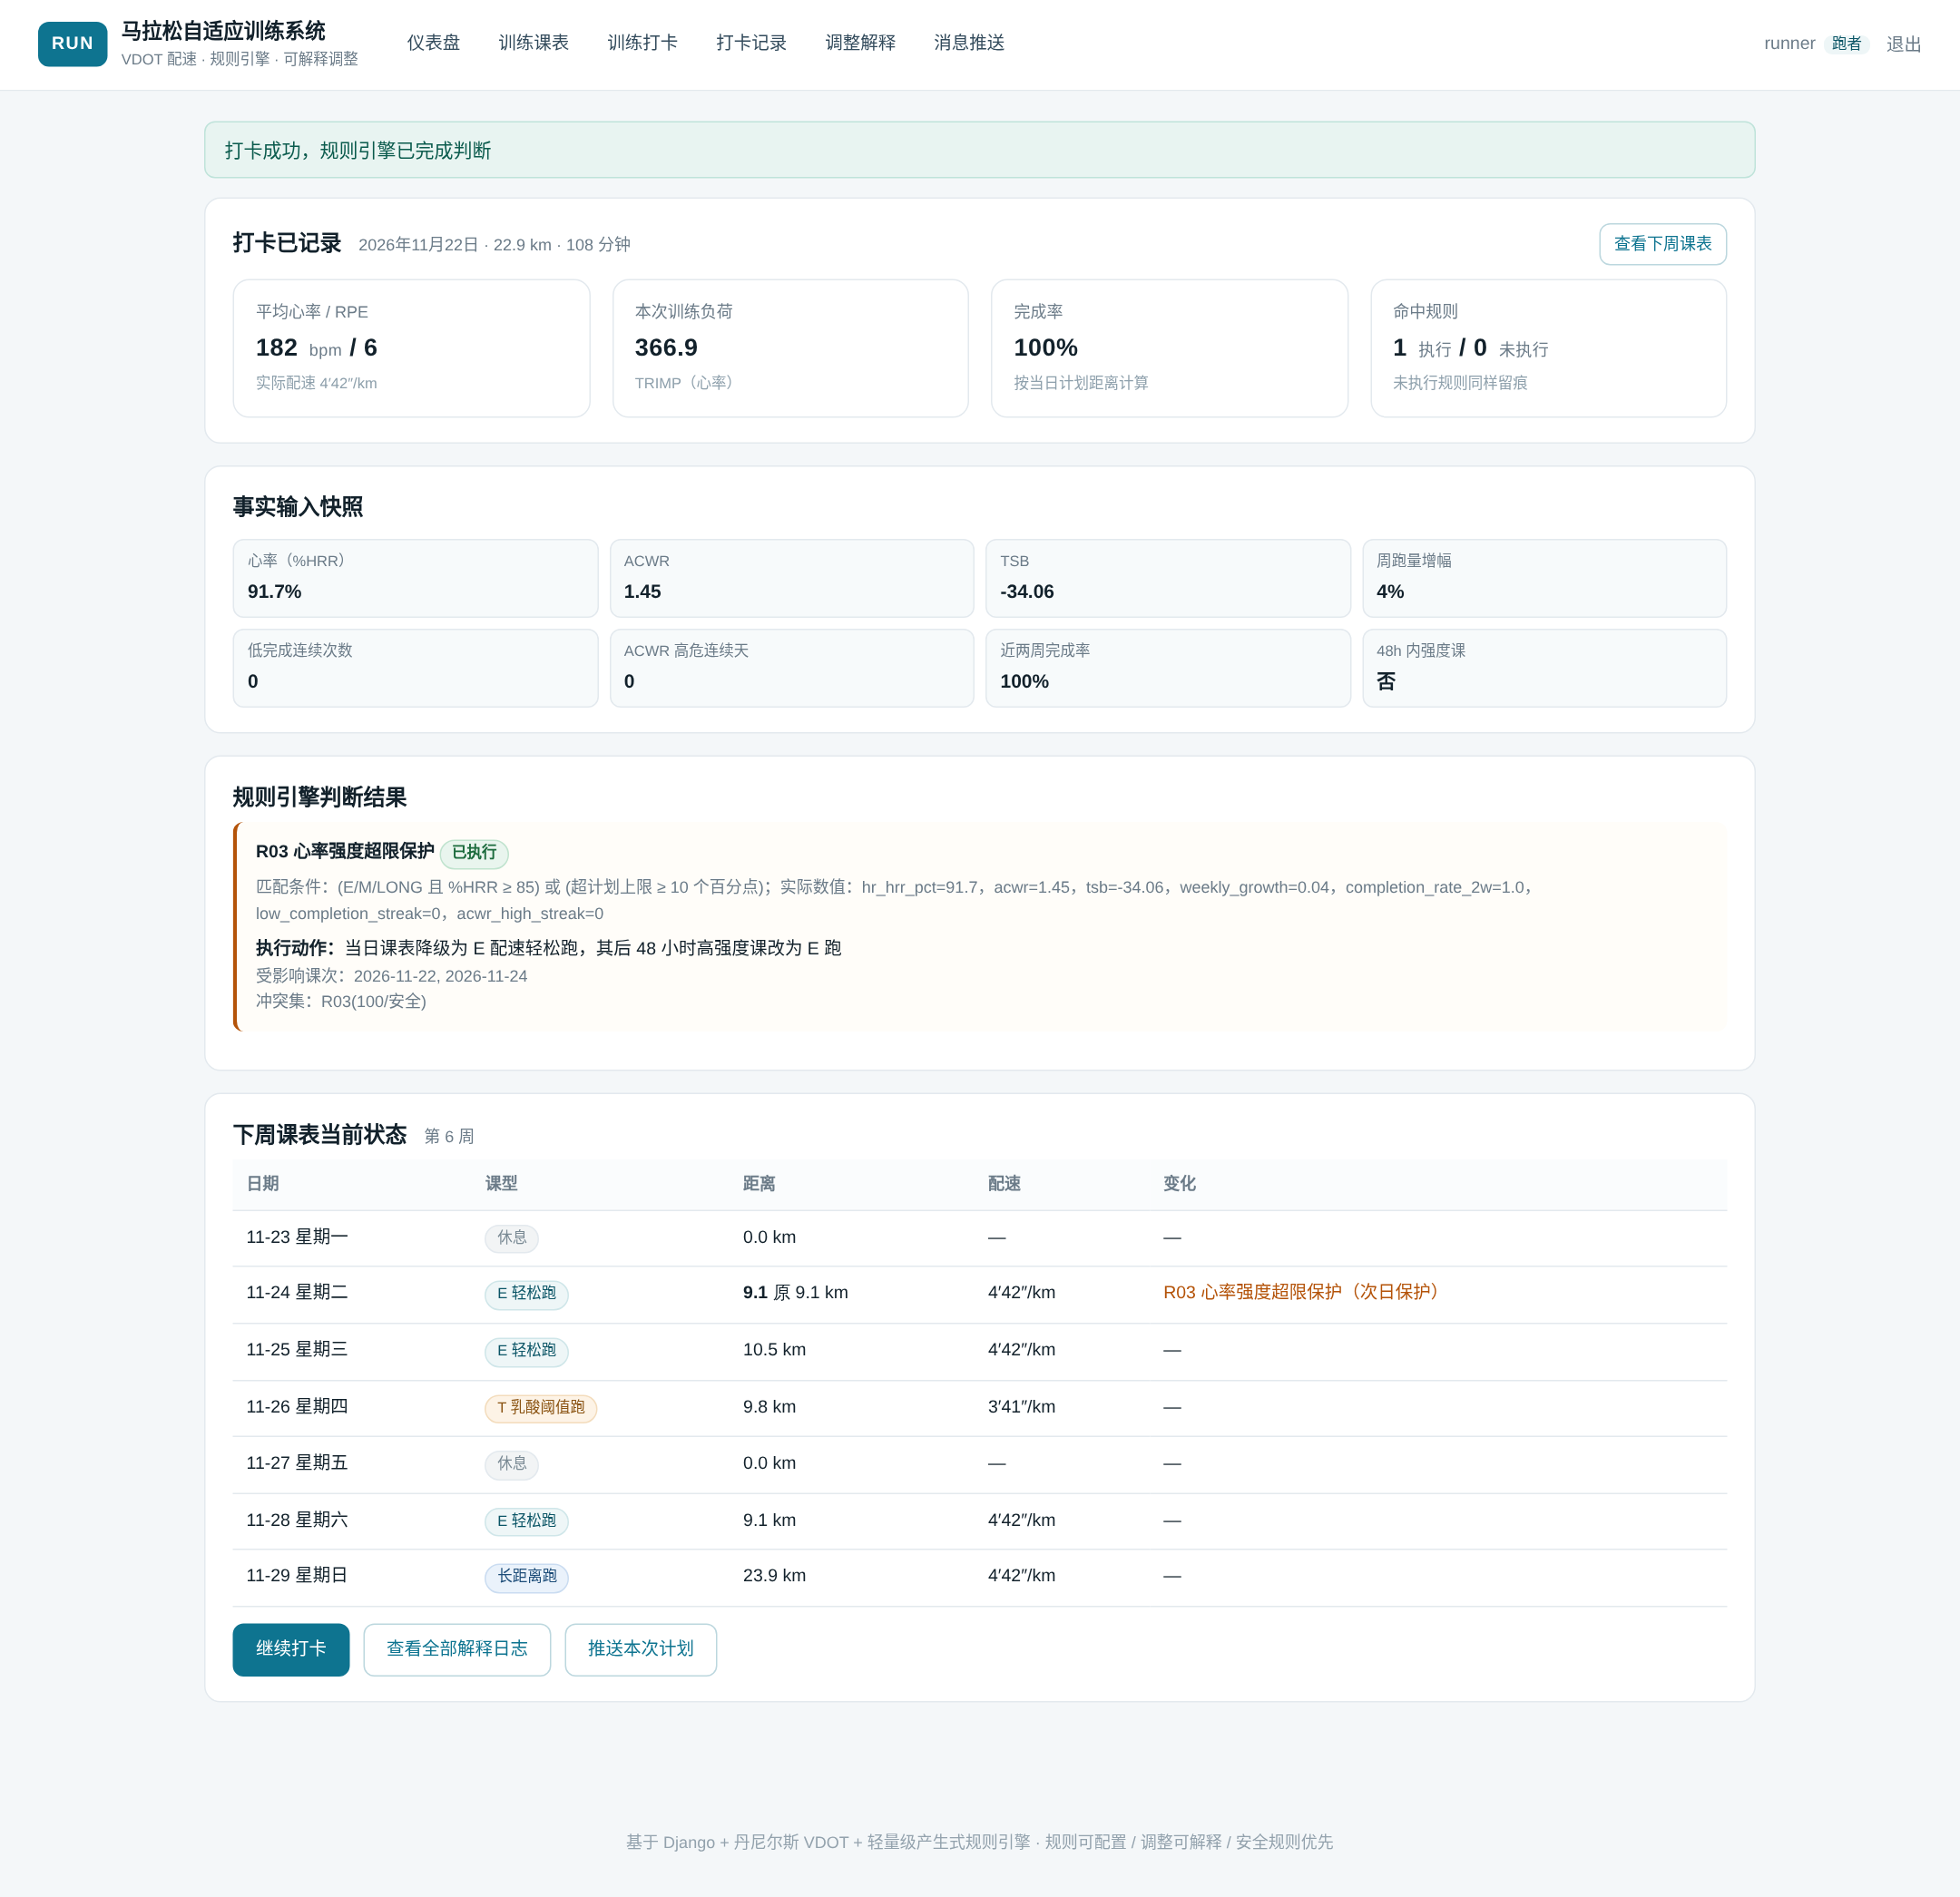 RUN
马拉松自适应训练系统
VDOT 配速 · 规则引擎 · 可解释调整
仪表盘 训练课表 训练打卡 打卡记录 调整解释 消息推送
runner 跑者 退出
打卡成功，规则引擎已完成判断
打卡已记录 2026年11月22日 · 22.9 km · 108 分钟
查看下周课表
平均心率 / RPE
182 bpm / 6
实际配速 4′42″/km
本次训练负荷
366.9
TRIMP（心率）
完成率
100%
按当日计划距离计算
命中规则
1 执行 / 0 未执行
未执行规则同样留痕
事实输入快照
心率（%HRR）
91.7%
ACWR
1.45
TSB
-34.06
周跑量增幅
4%
低完成连续次数
0
ACWR 高危连续天
0
近两周完成率
100%
48h 内强度课
否
规则引擎判断结果
R03 心率强度超限保护 已执行
匹配条件：(E/M/LONG 且 %HRR ≥ 85) 或 (超计划上限 ≥ 10 个百分点)；实际数值：hr_hrr_pct=91.7，acwr=1.45，tsb=-34.06，weekly_growth=0.04，completion_rate_2w=1.0，
low_completion_streak=0，acwr_high_streak=0
执行动作：当日课表降级为 E 配速轻松跑，其后 48 小时高强度课改为 E 跑
受影响课次：2026-11-22, 2026-11-24
冲突集：R03(100/安全)
下周课表当前状态 第 6 周
日期 课型 距离 配速 变化
11-23 星期一 休息 0.0 km — —
11-24 星期二 E 轻松跑 9.1 原 9.1 km 4′42″/km R03 心率强度超限保护（次日保护）
11-25 星期三 E 轻松跑 10.5 km 4′42″/km —
11-26 星期四 T 乳酸阈值跑 9.8 km 3′41″/km —
11-27 星期五 休息 0.0 km — —
11-28 星期六 E 轻松跑 9.1 km 4′42″/km —
11-29 星期日 长距离跑 23.9 km 4′42″/km —
继续打卡 查看全部解释日志 推送本次计划
基于 Django + 丹尼尔斯 VDOT + 轻量级产生式规则引擎 · 规则可配置 / 调整可解释 / 安全规则优先